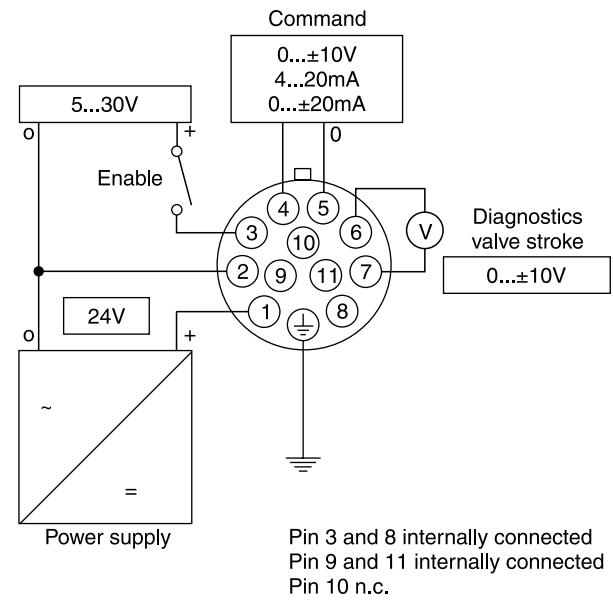 Command
0...±10V
4...20mA
0...±20mA
5...30V
o
+
0
Enable
4
5
3
6
10
V
Diagnostics
valve stroke
2
9
11
7
0...±10V
1
8
24V
o
+
~
=
Power supply
Pin 3 and 8 internally connected
Pin 9 and 11 internally connected
Pin 10 n.c.